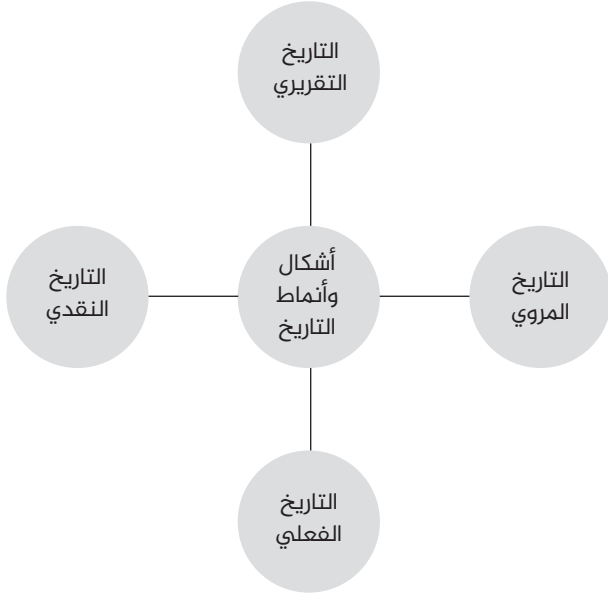 التاريخ
التقريري
أشكال
وأنماط
التاريخ
التاريخ
المروي
التاريخ
النقدي
التاريخ
الفعلي